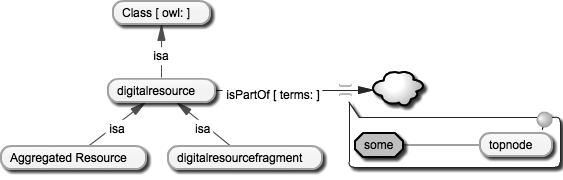 Class [ owl: ]
isa
digitalresource
isPartOf [ terms: ]
isa
isa
Aggregated Resource
digitalresourcefragment
some
topnode